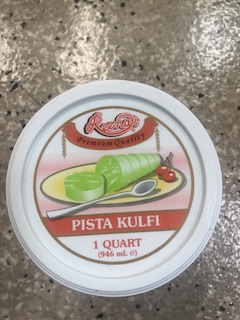 Reena's
Premium Quality
PISTA KULFI
1 QUART
(946 ml. e)